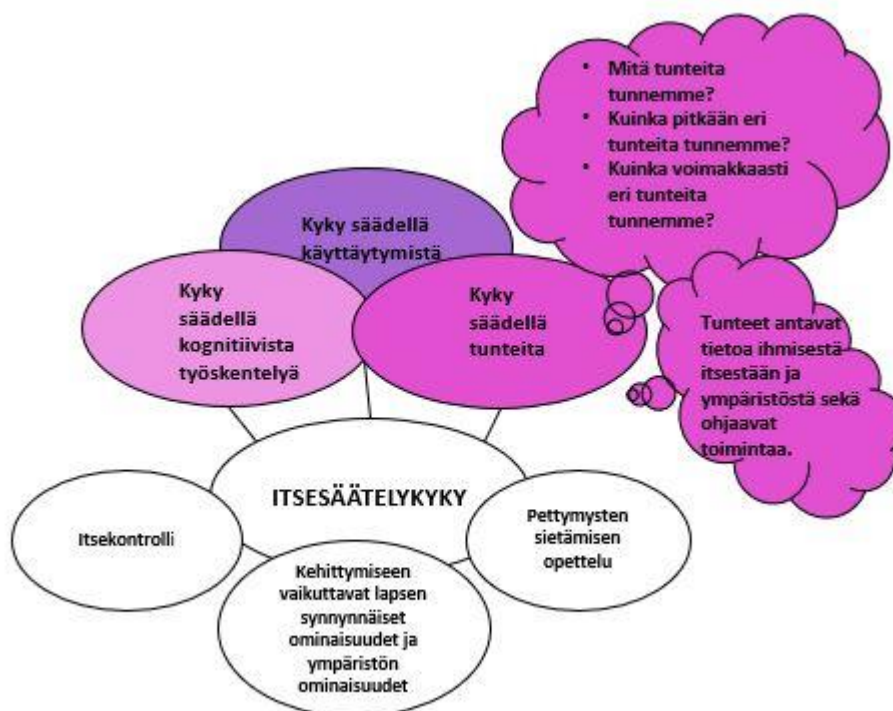 • Mitä tunteita
tunnemme?
• Kuinka pitkään eri
tunteita tunnemme?
• Kuinka voimakkaasti
eri tunteita
tunnemme?
Kyky säädellä
käyttäytymistä
Kyky
säädellä
kognitiivista
työskentelyä
Kyky
säädellä
tunteita
Tunteet antavat
tietoa ihmisestä
itsestään ja
ympäristöstä sekä
ohjaavat
toimintaa.
ITSESÄÄTELYKYKY
Itsekontrolli
Pettymysten
sietämisen
opettelu
Kehittymiseen
vaikuttavat lapsen
synnynnäiset
ominaisuudet ja
ympäristön
ominaisuudet